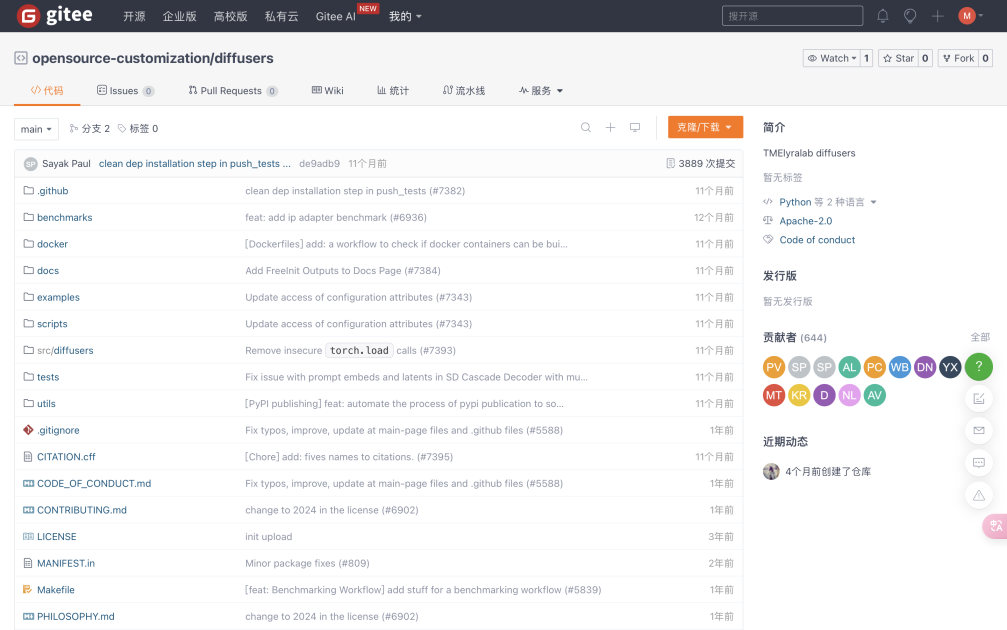 gitee 开源 企业版 高校版 私有云 Gitee AI NEW 我的 搜开源 M
opensource-customization/diffusers Watch 1 Star 0 Fork 0
代码 Issues 0 Pull Requests 0 Wiki 统计 流水线 服务
main 分支 2 标签 0 克隆/下载
SP Sayak Paul clean dep installation step in push_tests ... de9adb9 11个月前 3889 次提交
.github clean dep installation step in push_tests (#7382) 11个月前
benchmarks feat: add ip adapter benchmark (#6936) 12个月前
docker [Dockerfiles] add: a workflow to check if docker containers can be bui... 11个月前
docs Add FreeInit Outputs to Docs Page (#7384) 11个月前
examples Update access of configuration attributes (#7343) 11个月前
scripts Update access of configuration attributes (#7343) 11个月前
src/diffusers Remove insecure torch.load calls (#7393) 11个月前
tests Fix issue with prompt embeds and latents in SD Cascade Decoder with mu... 11个月前
utils [PyPI publishing] feat: automate the process of pypi publication to so... 11个月前
.gitignore Fix typos, improve, update at main-page files and .github files (#5588) 1年前
CITATION.cff [Chore] add: fives names to citations. (#7395) 11个月前
CODE_OF_CONDUCT.md Fix typos, improve, update at main-page files and .github files (#5588) 1年前
CONTRIBUTING.md change to 2024 in the license (#6902) 1年前
LICENSE init upload 3年前
MANIFEST.in Minor package fixes (#809) 2年前
Makefile [feat: Benchmarking Workflow] add stuff for a benchmarking workflow (#5839) 1年前
PHILOSOPHY.md change to 2024 in the license (#6902) 1年前
简介
TMElyralab diffusers
暂无标签
Python 等 2 种语言
Apache-2.0
Code of conduct
发行版
暂无发行版
贡献者 (644) 全部
PV SP SP AL PC WB DN YX ?
MT KR D NL AV
近期动态
4个月前创建了仓库